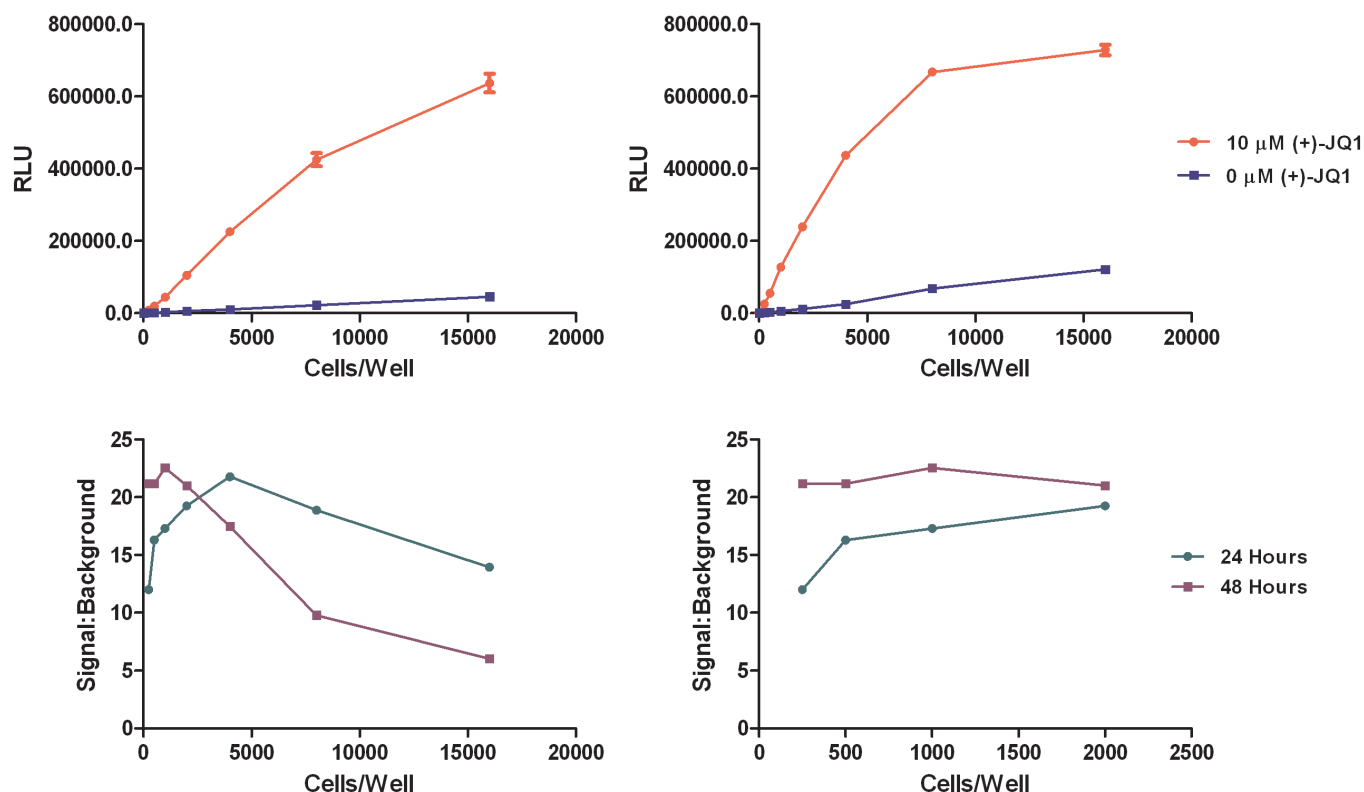 800000.0
600000.0
400000.0
200000.0
0.0
RLU
0 5000 10000 15000 20000
Cells/Well
800000.0
600000.0
400000.0
200000.0
0.0
RLU
0 5000 10000 15000 20000
Cells/Well
10 μM (+)-JQ1
0 μM (+)-JQ1
25
20
15
10
5
0
Signal:Background
0 5000 10000 15000 20000
Cells/Well
25
20
15
10
5
0
Signal:Background
0 500 1000 1500 2000 2500
Cells/Well
24 Hours
48 Hours